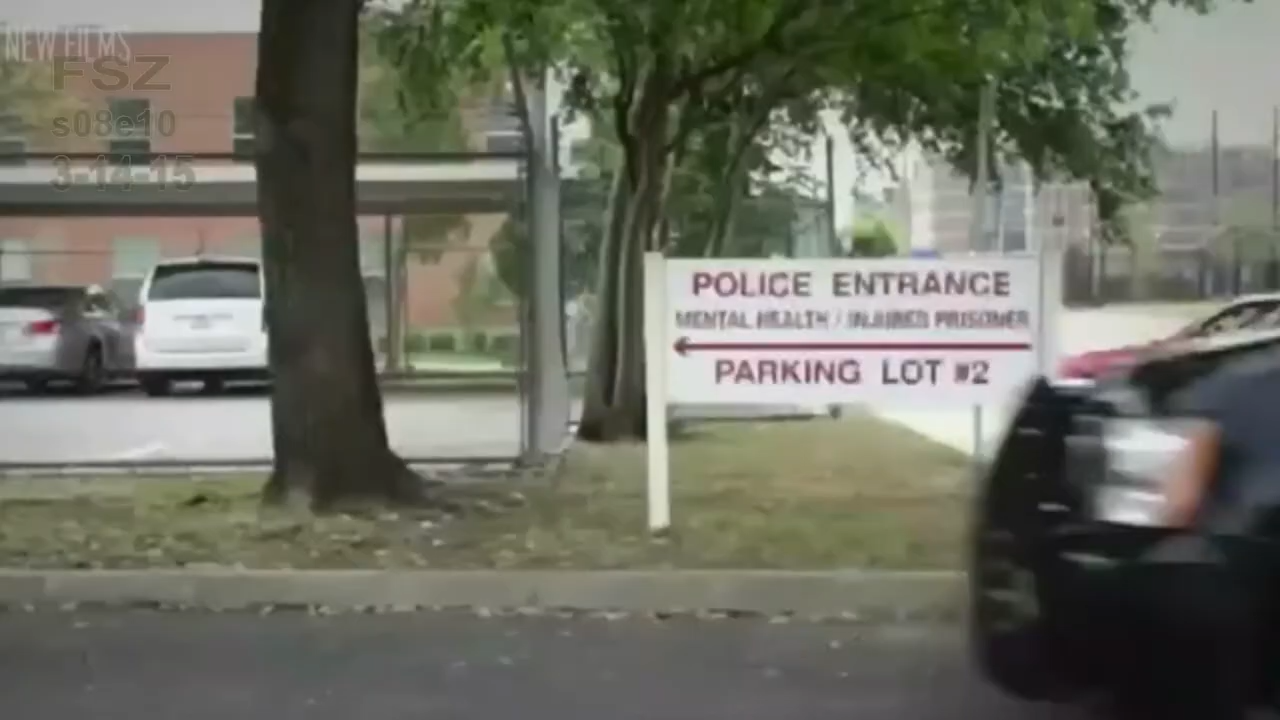 NEW FILMS
FSZ
s08e10
3-14-15
POLICE ENTRANCE
MENTAL HEALTH / INJURED PRISONER
PARKING LOT #2